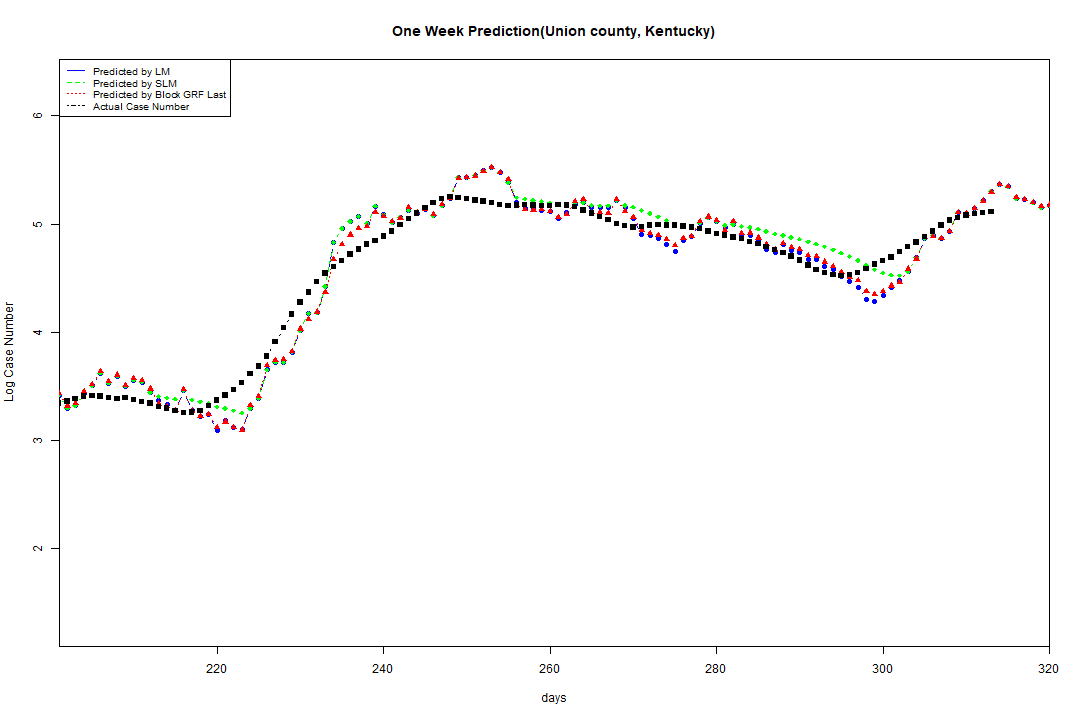 One Week Prediction(Union county, Kentucky)
Predicted by LM
Predicted by SLM
Predicted by Block GRF Last
Actual Case Number
6
5
4
3
2
Log Case Number
220 240 260 280 300 320
days